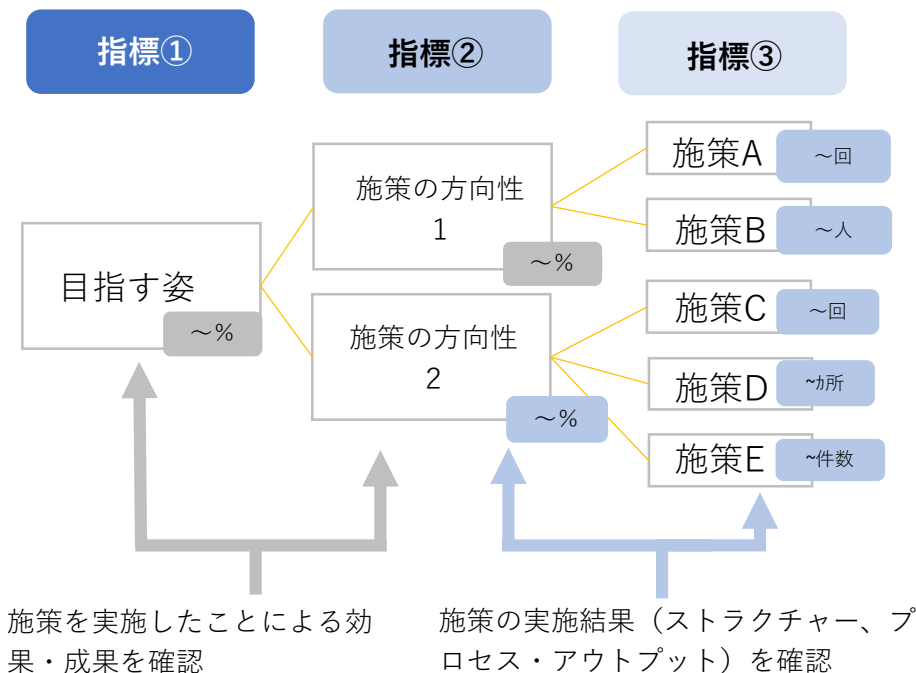 指標①
指標②
指標③
目指す姿
～%
施策の方向性
1
～%
施策の方向性
2
～%
施策A
～回
施策B
～人
施策C
～回
施策D
~ｶ所
施策E
~件数
施策を実施したことによる効
果・成果を確認
施策の実施結果（ストラクチャー、プ
ロセス・アウトプット）を確認